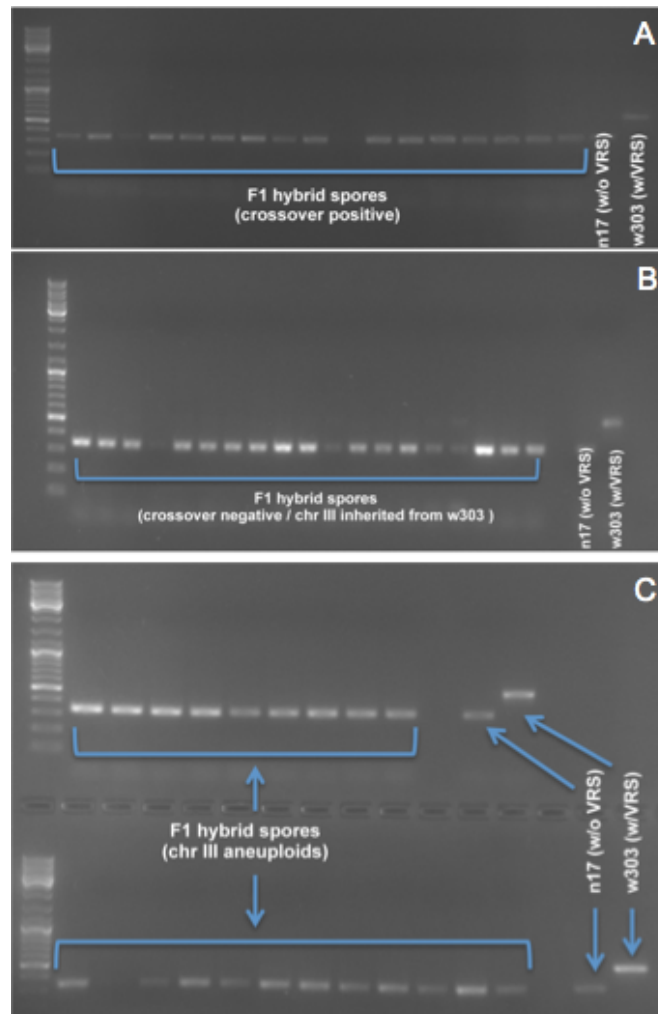 A
F1 hybrid spores
(crossover positive)
n17 (w/o VRS)
w303 (w/VRS)
B
F1 hybrid spores
(crossover negative / chr III inherited from w303 )
n17 (w/o VRS)
w303 (w/VRS)
C
F1 hybrid spores
(chr III aneuploids)
n17 (w/o VRS)
w303 (w/VRS)